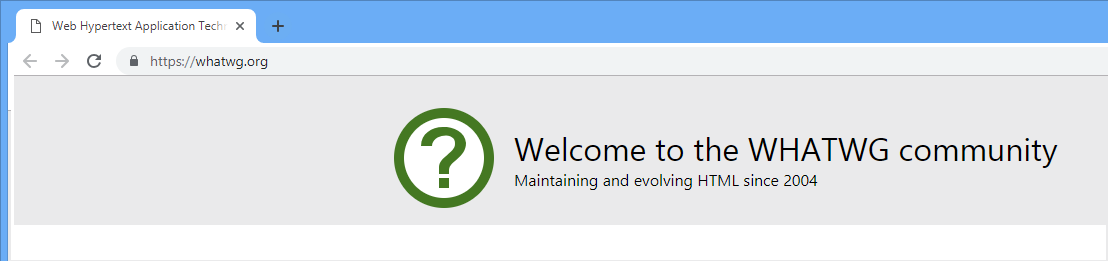 Web Hypertext Application Tech
https://whatwg.org
?
Welcome to the WHATWG community
Maintaining and evolving HTML since 2004